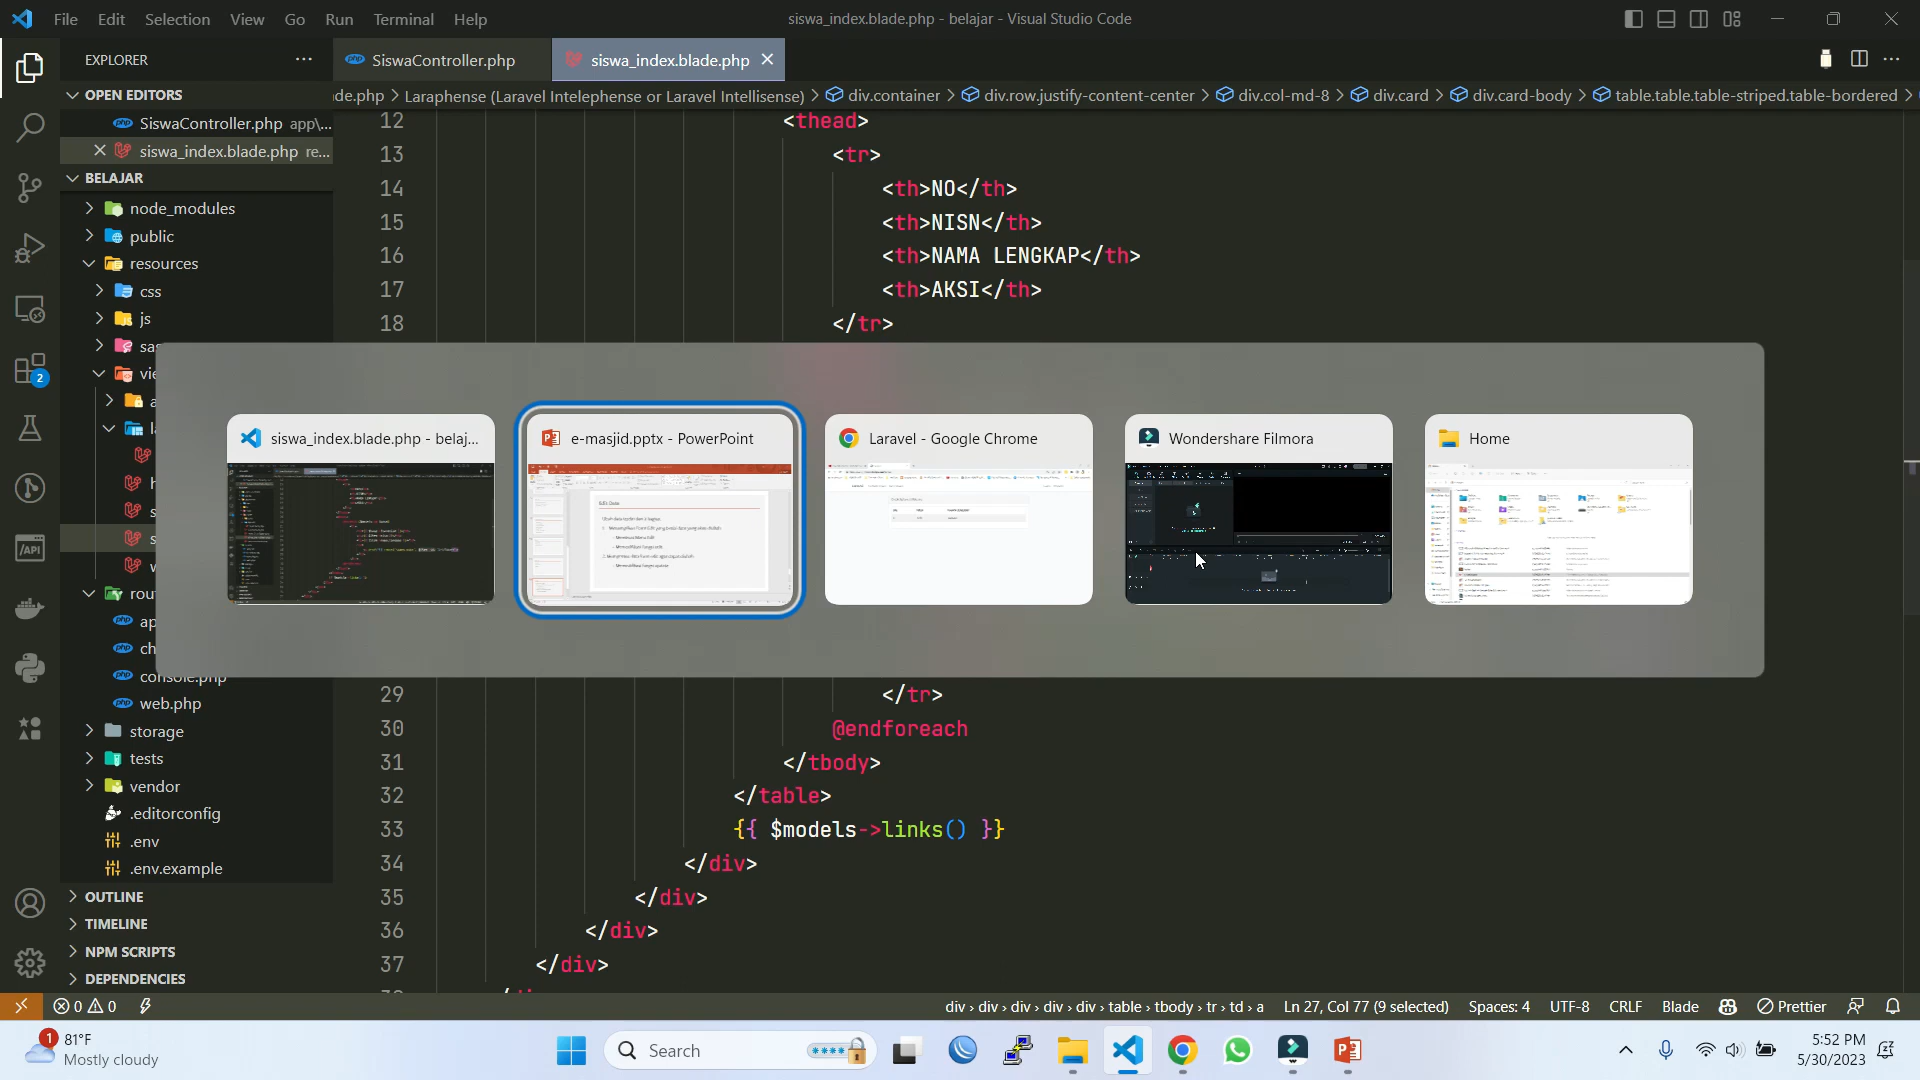 File Edit Selection View Go Run Terminal Help
siswa_index.blade.php - belajar - Visual Studio Code
EXPLORER
SiswaController.php
siswa_index.blade.php
OPEN EDITORS
SiswaController.php app\...
siswa_index.blade.php re...
BELAJAR
node_modules
public
resources
css
js
sas
vie
web.php
storage
tests
vendor
.editorconfig
.env
.env.example
OUTLINE
TIMELINE
NPM SCRIPTS
DEPENDENCIES
de.php > Laraphense (Laravel Intelephense or Laravel Intellisense) > div.container > div.row.justify-content-center > div.col-md-8 > div.card > div.card-body > table.table.table-striped.table-bordered >
12 <thead>
13 <tr>
14 <th>NO</th>
15 <th>NISN</th>
16 <th>NAMA LENGKAP</th>
17 <th>AKSI</th>
18 </tr>
siswa_index.blade.php - belaj...
e-masjid.pptx - PowerPoint
Laravel - Google Chrome
Wondershare Filmora
Home
Edit Data
29 </tr>
30 @endforeach
31 </tbody>
32 </table>
33 {{ $models->links() }}
34 </div>
35 </div>
36 </div>
37 </div>
0 0
div › div › div › div › div › table › tbody › tr › td › a
Ln 27, Col 77 (9 selected)
Spaces: 4
UTF-8
CRLF
Blade
Prettier
1
81°F
Mostly cloudy
Search
5:52 PM
5/30/2023
2
API